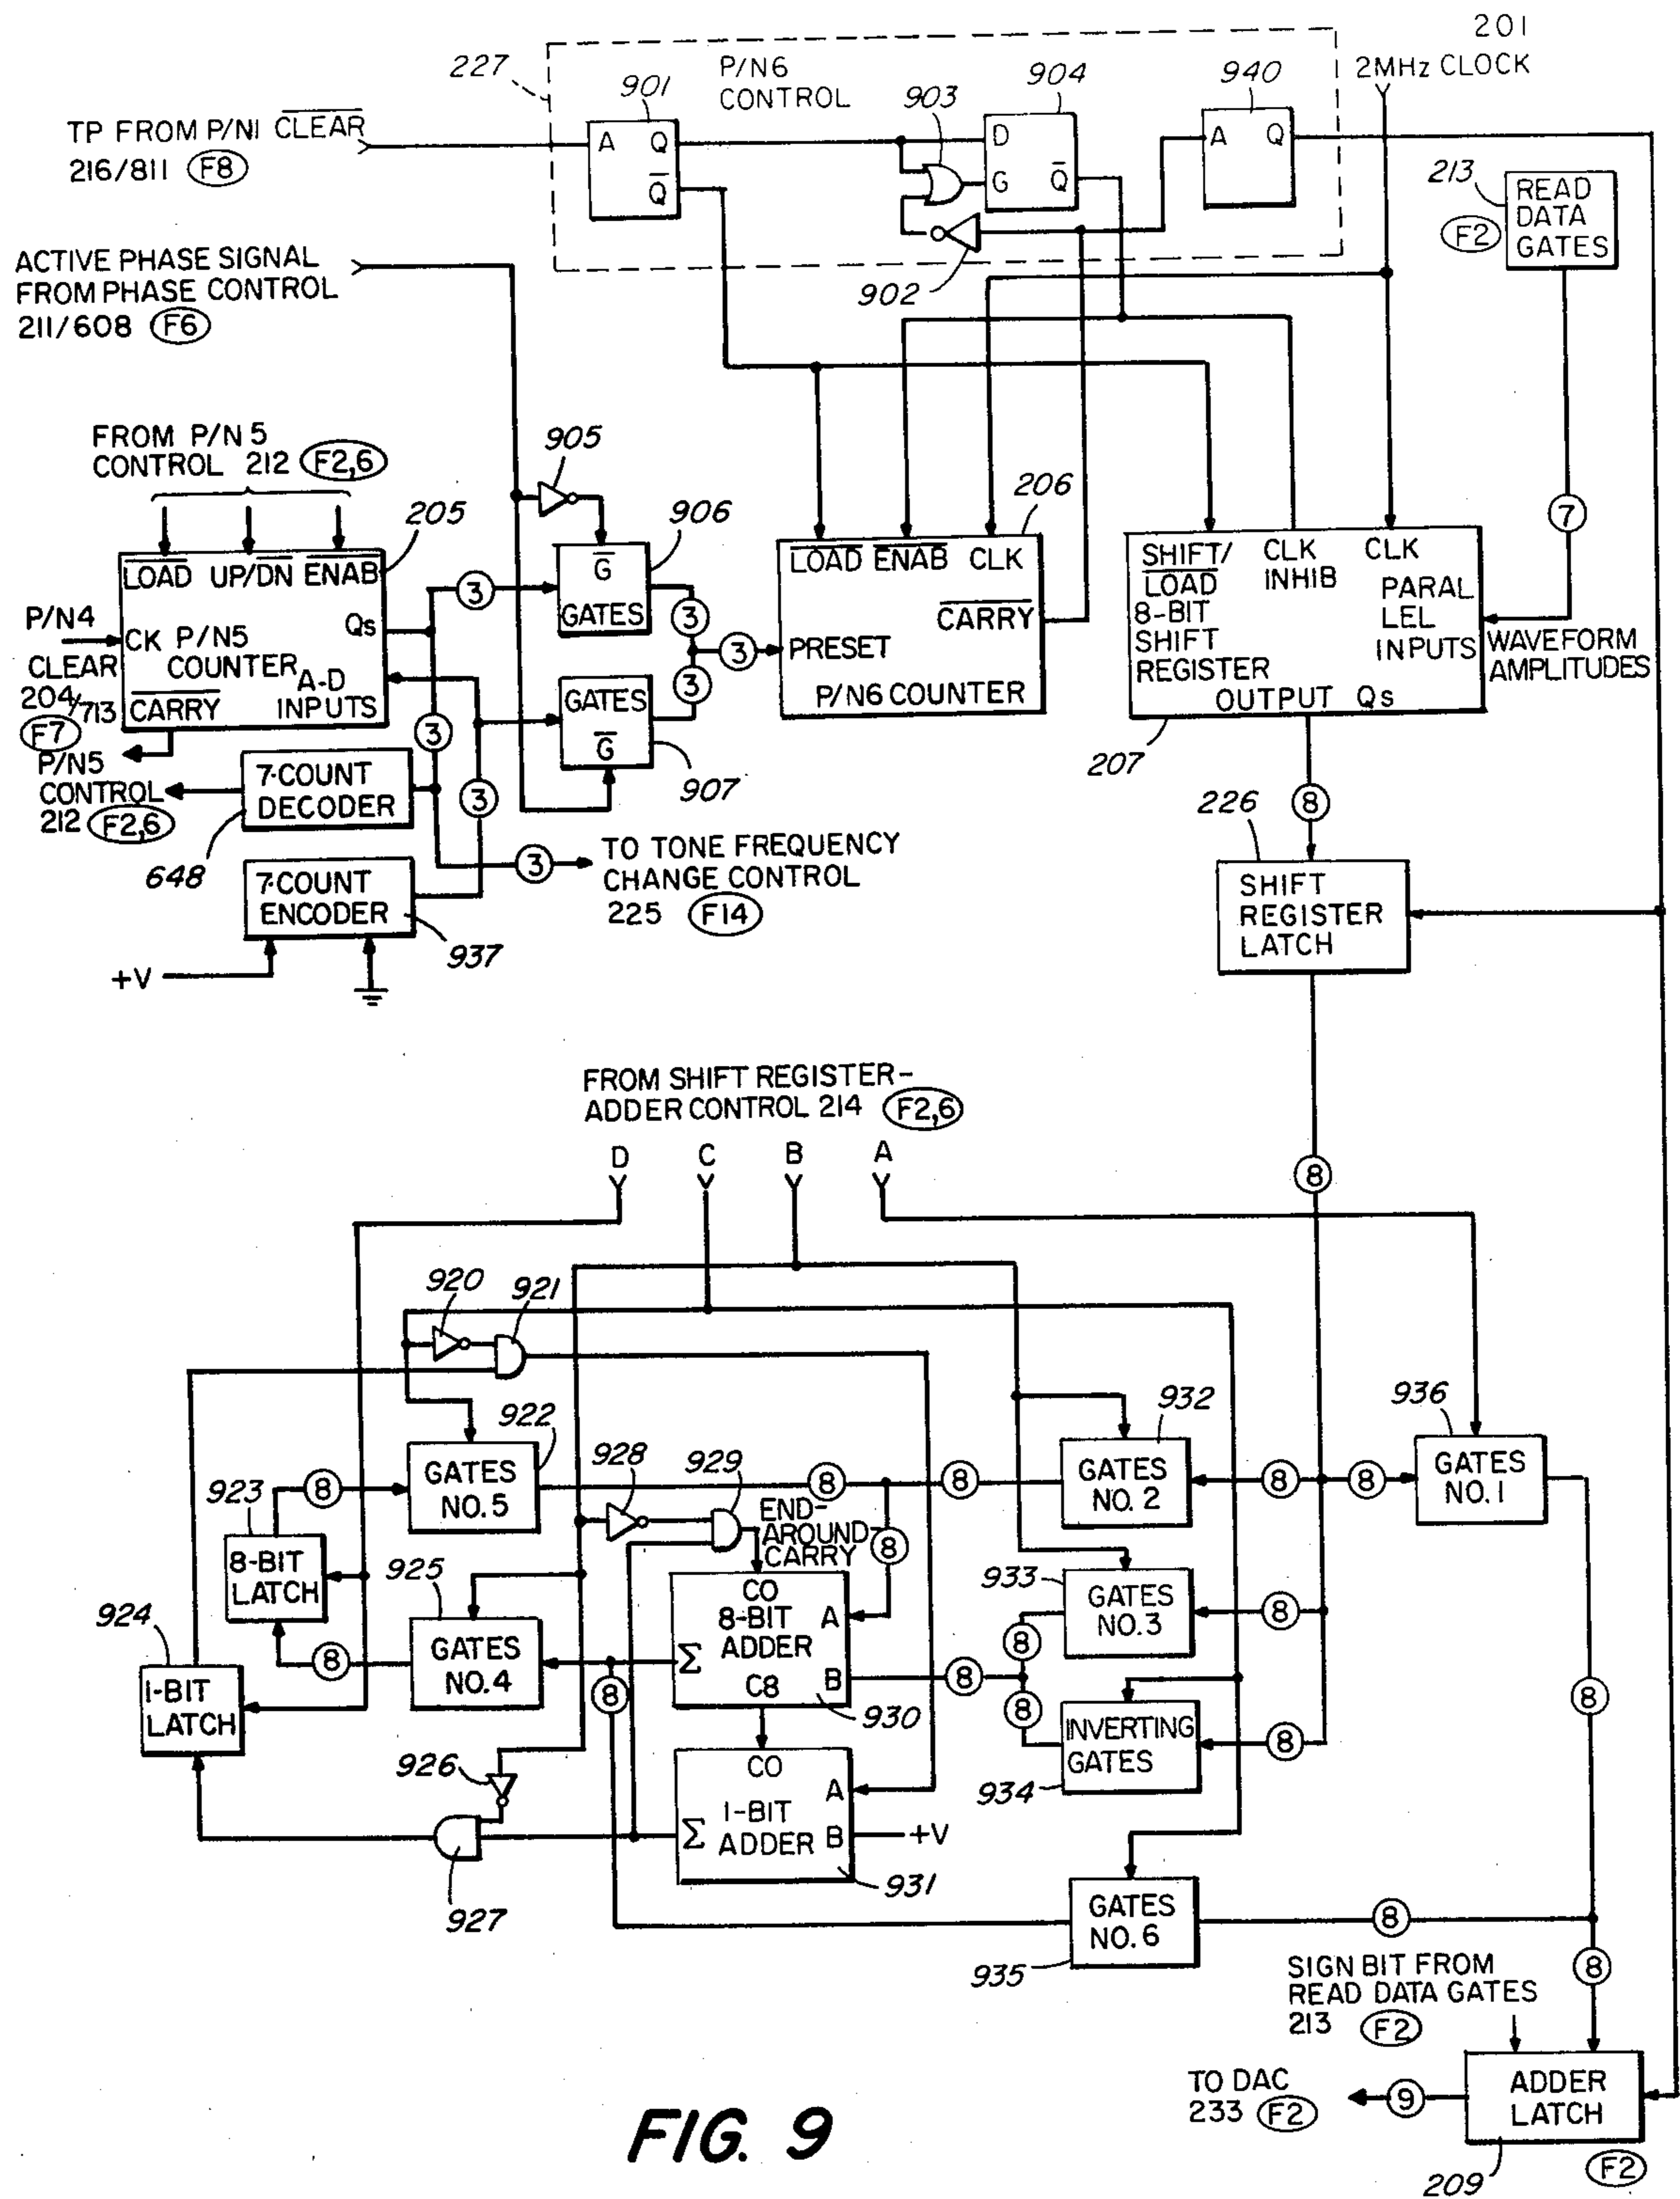 201
227
P/N6
CONTROL
901
903
904
940
2MHz CLOCK
TP FROM P/N1 CLEAR
216/811 F8
A Q
Q
D
G Q
A Q
213
READ
DATA
GATES
F2
902
ACTIVE PHASE SIGNAL
FROM PHASE CONTROL
211/608 F6
FROM P/N 5
CONTROL 212 F2,6
905
205
906
206
7
LOAD UP/DN ENAB
CK P/N5
COUNTER
Qs
A-D
INPUTS
CARRY
P/N4
CLEAR
204/713
F7
3
G
GATES
3
3
3
GATES
G
907
LOAD ENAB CLK
CARRY
PRESET
P/N6 COUNTER
SHIFT/
LOAD
8-BIT
SHIFT
REGISTER
CLK
INHIB
CLK
PARAL
LEL
INPUTS
OUTPUT Qs
WAVEFORM
AMPLITUDES
207
P/N5
CONTROL
212 F2,6
7-COUNT
DECODER
648
3
3
3
TO TONE FREQUENCY
CHANGE CONTROL
225 F14
7-COUNT
ENCODER
937
+V
8
226
SHIFT
REGISTER
LATCH
8
FROM SHIFT REGISTER-
ADDER CONTROL 214 F2,6
D C B A
920
921
922
928
929
932
936
GATES
NO. 5
8
8
8
GATES
NO. 2
8
8
GATES
NO. 1
923
8-BIT
LATCH
924
1-BIT
LATCH
925
GATES
NO. 4
8
8
END-
AROUND-
CARRY
8
CO
8-BIT
ADDER
A
B
Σ
C8
930
933
GATES
NO. 3
8
8
8
8
INVERTING
GATES
934
8
8
926
927
CO
1-BIT
ADDER
A
B
Σ
+V
931
GATES
NO. 6
935
8
8
SIGN BIT FROM
READ DATA GATES
213 F2
TO DAC
233 F2
9
ADDER
LATCH
209
F2
FIG. 9